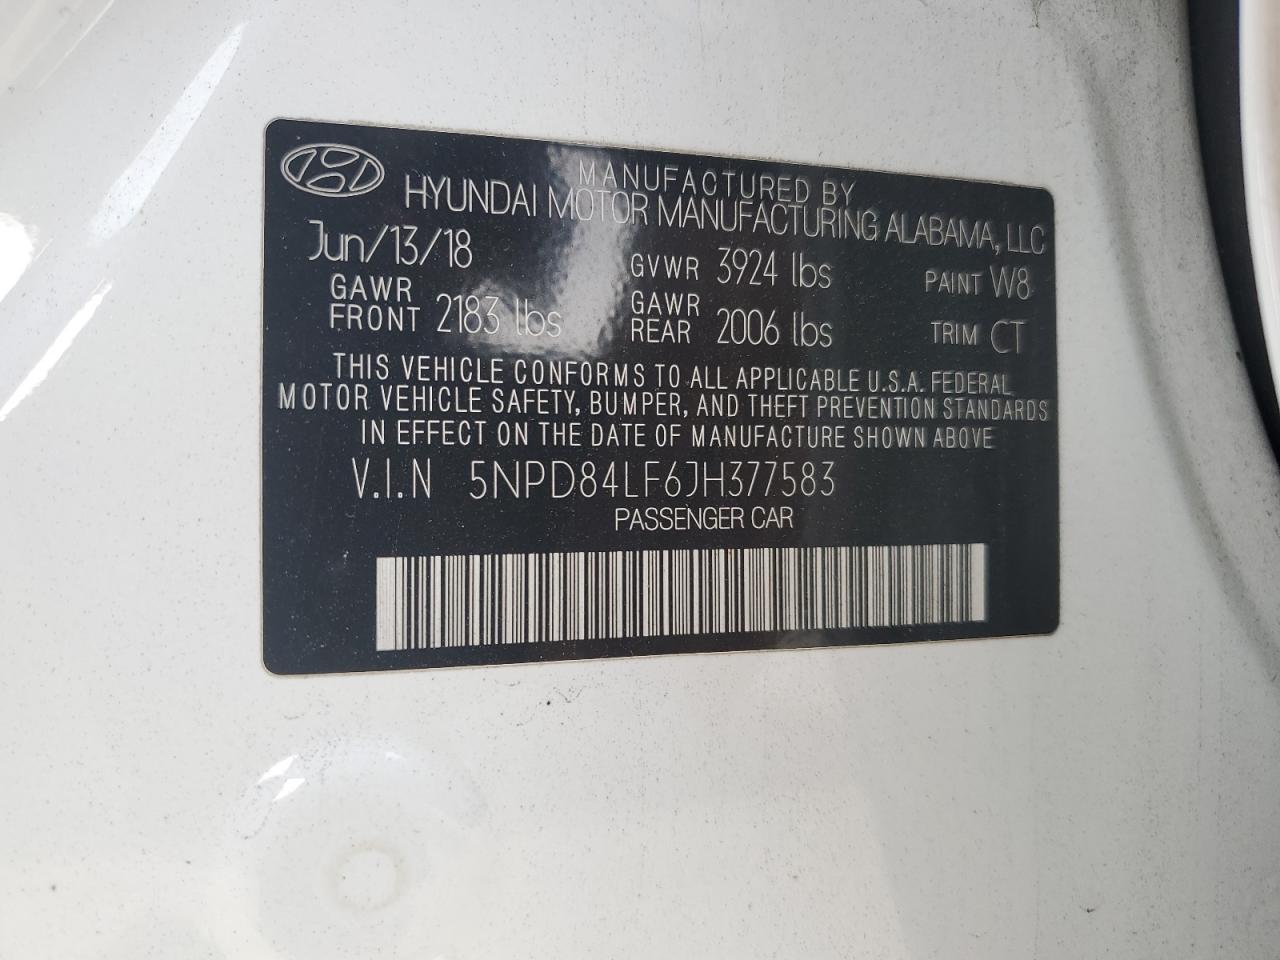 MANUFACTURED BY
HYUNDAI MOTOR MANUFACTURING ALABAMA, LLC
Jun/13/18 GVWR 3924 lbs PAINT W8
GAWR FRONT 2183 lbs GAWR REAR 2006 lbs TRIM CT
THIS VEHICLE CONFORMS TO ALL APPLICABLE U.S.A. FEDERAL
MOTOR VEHICLE SAFETY, BUMPER, AND THEFT PREVENTION STANDARDS
IN EFFECT ON THE DATE OF MANUFACTURE SHOWN ABOVE
V.I.N 5NPD84LF6JH377583
PASSENGER CAR